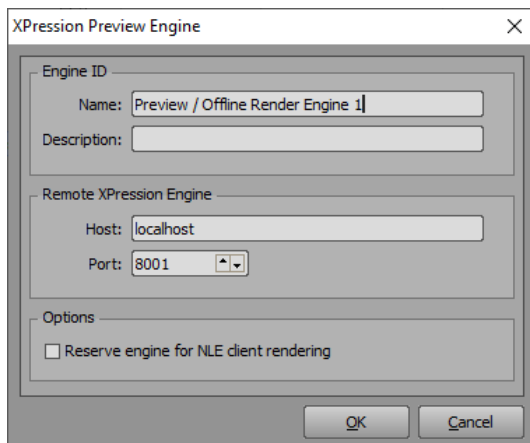 XPression Preview Engine
Engine ID
Name: Preview / Offline Render Engine 1
Description:
Remote XPression Engine
Host: localhost
Port: 8001
Options
Reserve engine for NLE client rendering
OK Cancel